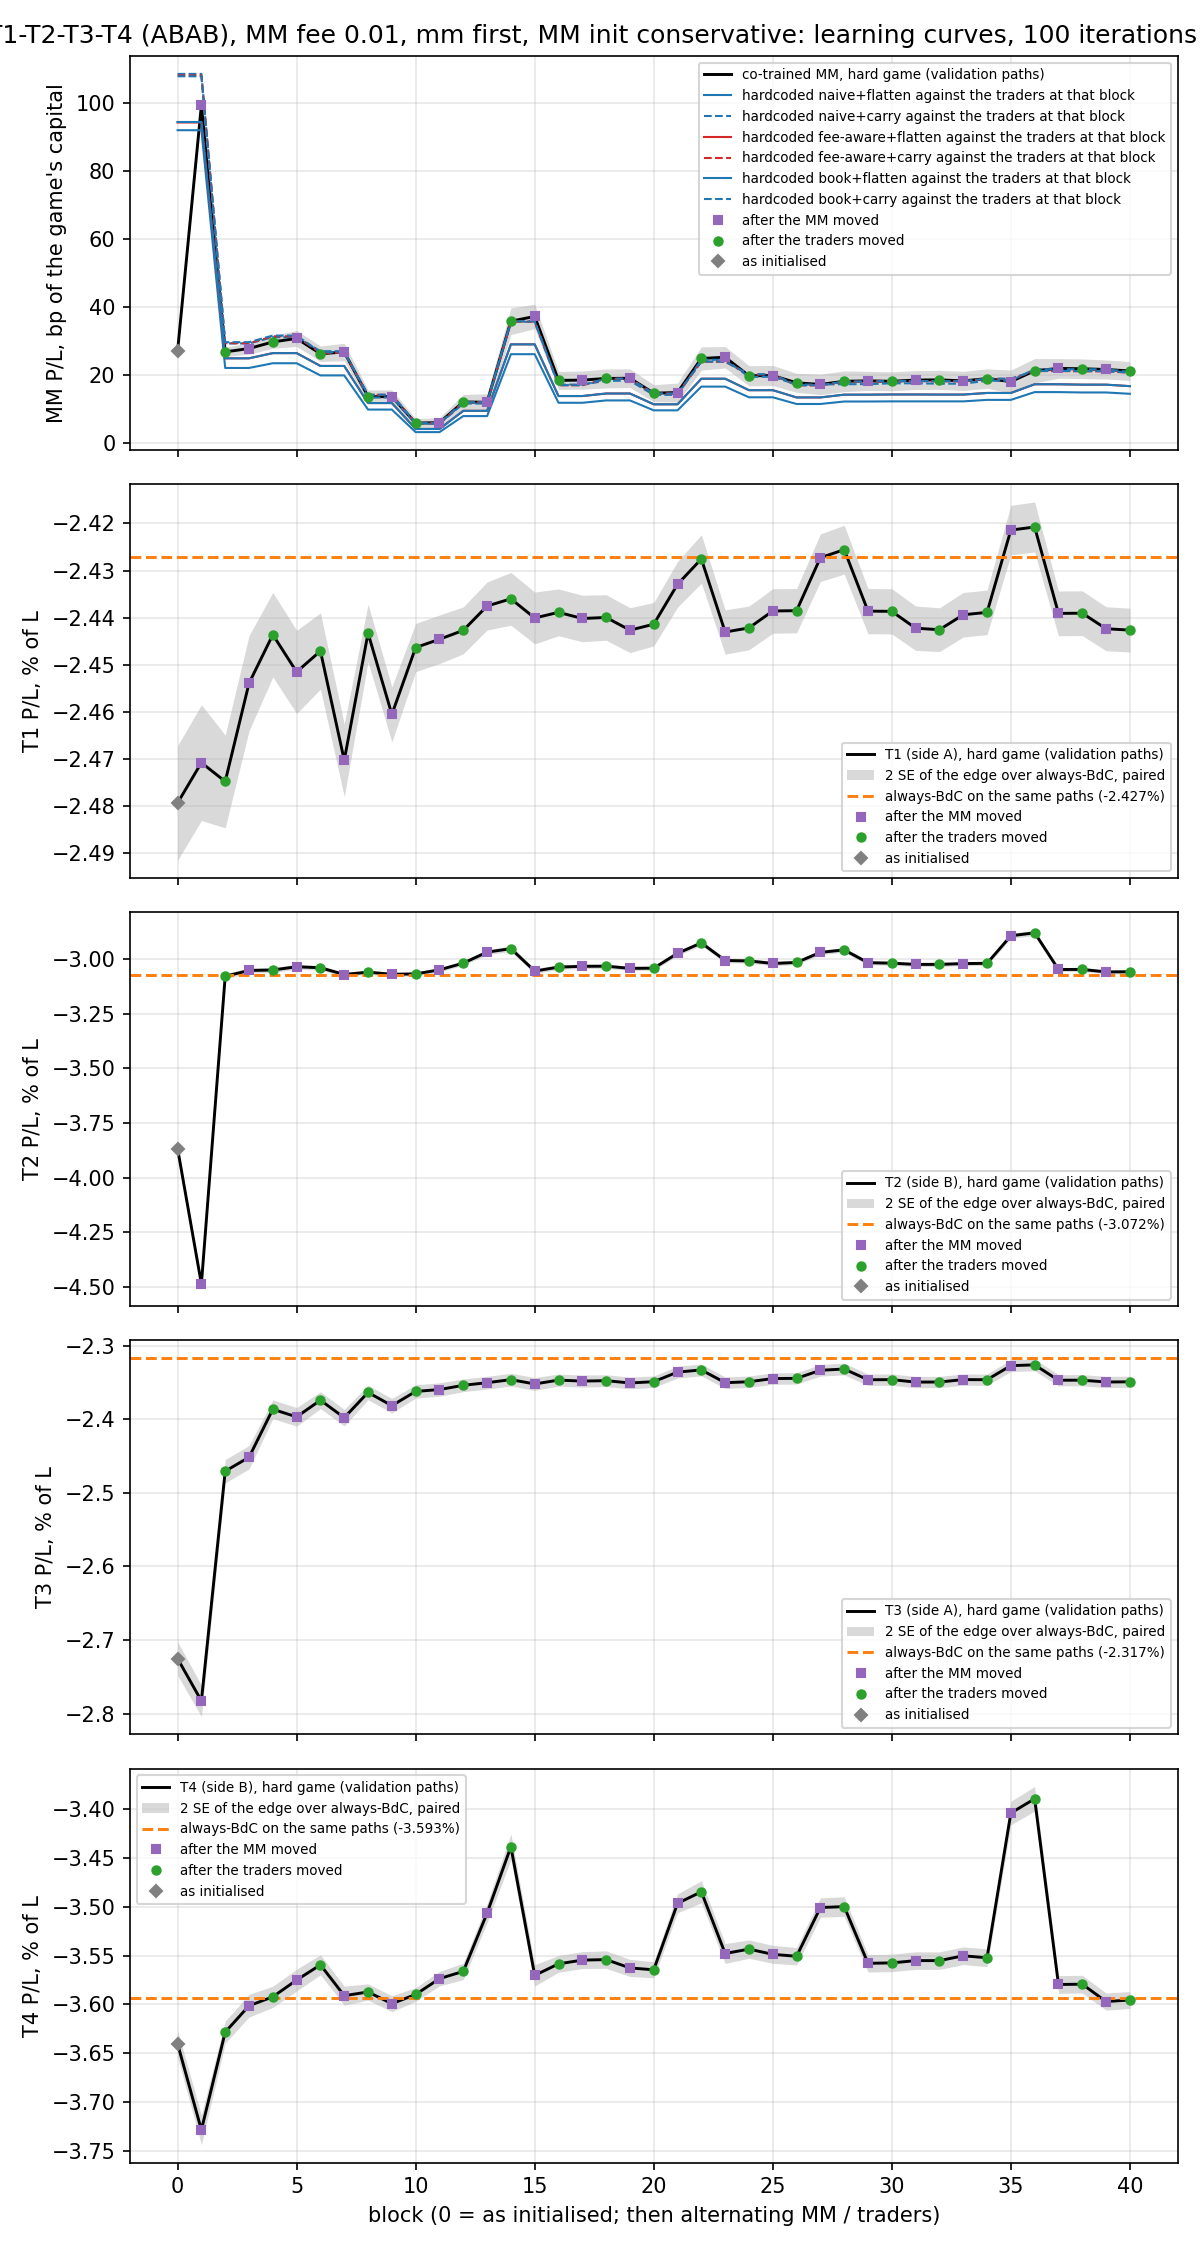 1-T2-T3-T4 (ABAB), MM fee 0.01, mm first, MM init conservative: learning curves, 100 iterations
MM P/L, bp of the game's capital
100
80
60
40
20
0
co-trained MM, hard game (validation paths)
hardcoded naive+flatten against the traders at that block
hardcoded naive+carry against the traders at that block
hardcoded fee-aware+flatten against the traders at that block
hardcoded fee-aware+carry against the traders at that block
hardcoded book+flatten against the traders at that block
hardcoded book+carry against the traders at that block
after the MM moved
after the traders moved
as initialised
T1 P/L, % of L
−2.42
−2.43
−2.44
−2.45
−2.46
−2.47
−2.48
−2.49
T1 (side A), hard game (validation paths)
2 SE of the edge over always-BdC, paired
always-BdC on the same paths (-2.427%)
after the MM moved
after the traders moved
as initialised
T2 P/L, % of L
−3.00
−3.25
−3.50
−3.75
−4.00
−4.25
−4.50
T2 (side B), hard game (validation paths)
2 SE of the edge over always-BdC, paired
always-BdC on the same paths (-3.072%)
after the MM moved
after the traders moved
as initialised
T3 P/L, % of L
−2.3
−2.4
−2.5
−2.6
−2.7
−2.8
T3 (side A), hard game (validation paths)
2 SE of the edge over always-BdC, paired
always-BdC on the same paths (-2.317%)
after the MM moved
after the traders moved
as initialised
T4 P/L, % of L
−3.40
−3.45
−3.50
−3.55
−3.60
−3.65
−3.70
−3.75
T4 (side B), hard game (validation paths)
2 SE of the edge over always-BdC, paired
always-BdC on the same paths (-3.593%)
after the MM moved
after the traders moved
as initialised
0 5 10 15 20 25 30 35 40
block (0 = as initialised; then alternating MM / traders)